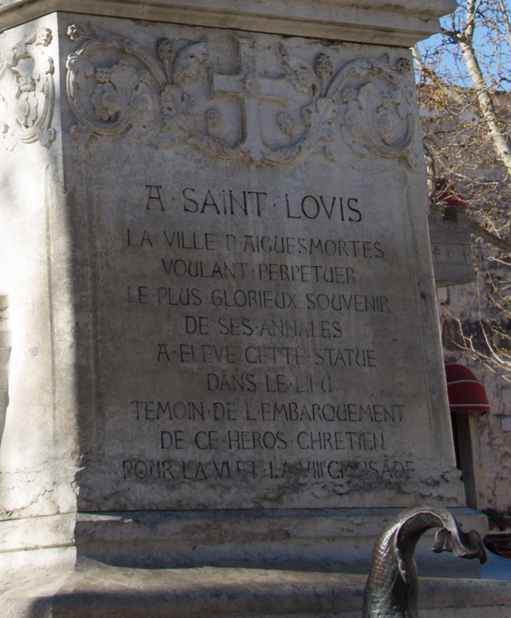 A · SAINT · LOVIS
LA VILLE D'AIGUESMORTES
VOULANT · PERPETUER
LE · PLUS GLORIEUX SOUVENIR
DE · SES · ANNALES
A · ELEVE CETTE STATUE
DANS LE · LIEU
TEMOIN · DE · L'EMBARQUEMENT
DE · CE · HEROS · CHRETIEN
POUR LA VI ET · LA VIII CROISADE